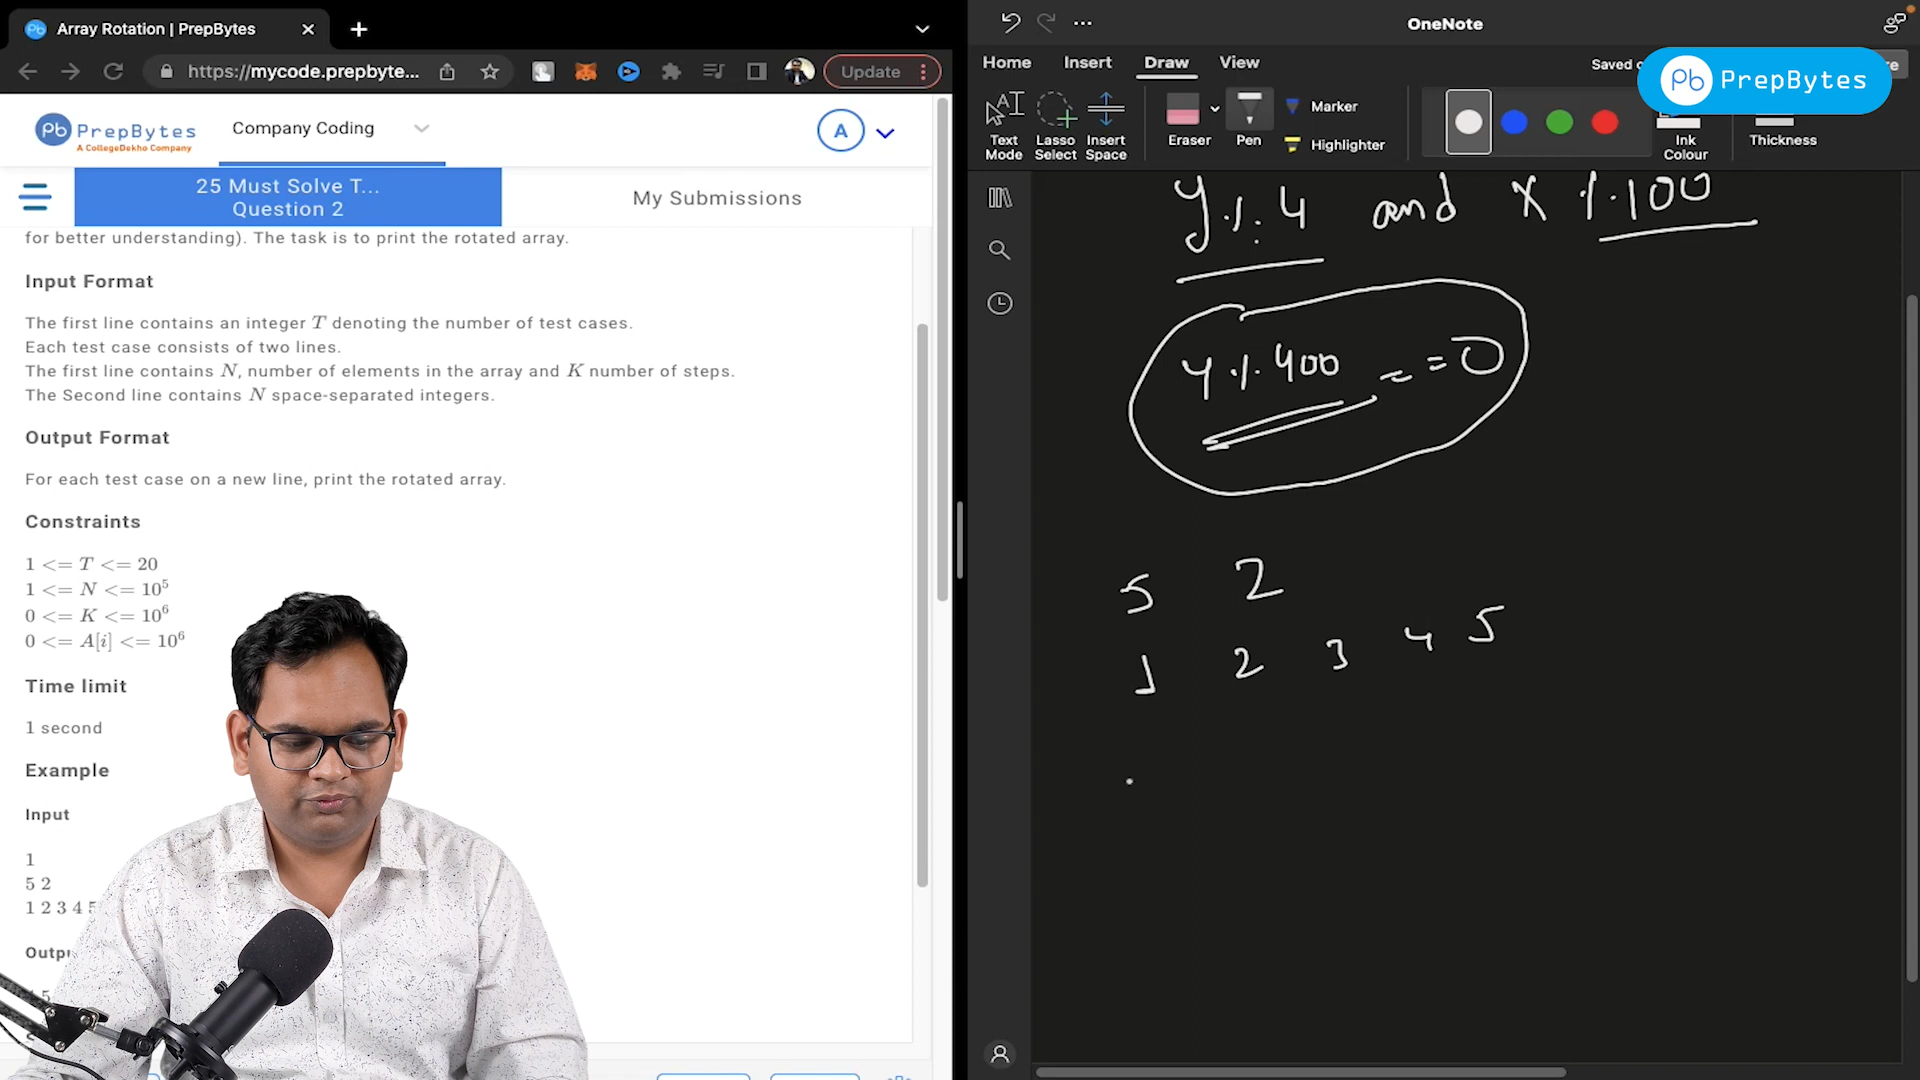 Array Rotation | PrepBytes
https://mycode.prepbyte...
Update
PrepBytes
A CollegeDekho Company
Company Coding
A
25 Must Solve T...
Question 2
My Submissions
for better understanding). The task is to print the rotated array.
Input Format
The first line contains an integer T denoting the number of test cases.
Each test case consists of two lines.
The first line contains N, number of elements in the array and K number of steps.
The Second line contains N space-separated integers.
Output Format
For each test case on a new line, print the rotated array.
Constraints
1 <= T <= 20
1 <= N <= 10^5
0 <= K <= 10^6
0 <= A[i] <= 10^6
Time limit
1 second
Example
Input
1
5 2
1 2 3 4 5
OneNote
Home Insert Draw View
Saved
Pb PrepBytes
Text Mode
Lasso Select
Insert Space
Eraser
Pen
Marker
Highlighter
Ink Colour
Thickness
y % 4 and x % 100
y % 400 == 0
5 2
1 2 3 4 5